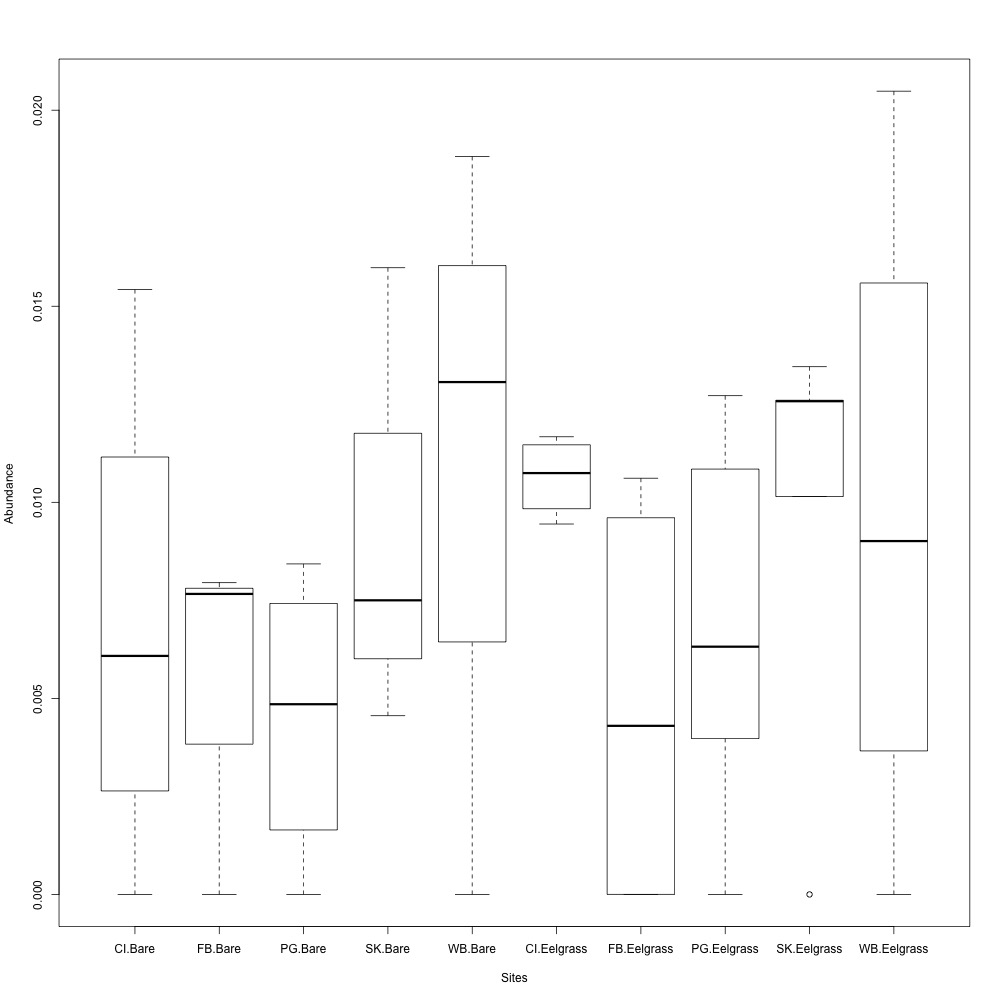 Abundance
0.020
0.015
0.010
0.005
0.000
CI.Bare FB.Bare PG.Bare SK.Bare WB.Bare CI.Eelgrass FB.Eelgrass PG.Eelgrass SK.Eelgrass WB.Eelgrass
Sites